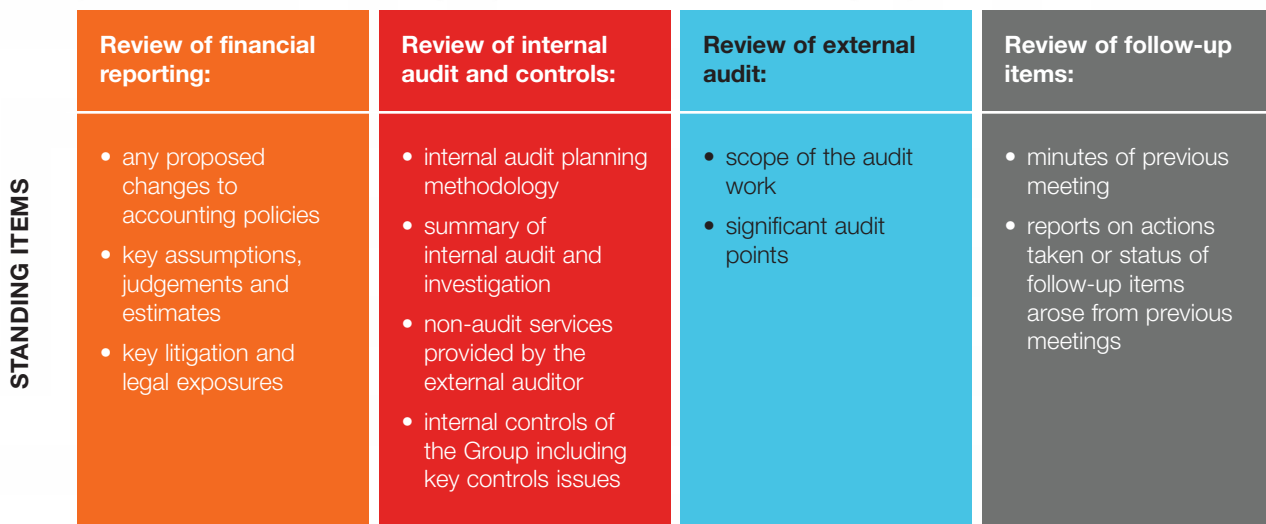 STANDING ITEMS
Review of financial
reporting:
• any proposed
changes to
accounting policies
• key assumptions,
judgements and
estimates
• key litigation and
legal exposures
Review of internal
audit and controls:
• internal audit planning
methodology
• summary of
internal audit and
investigation
• non-audit services
provided by the
external auditor
• internal controls of
the Group including
key controls issues
Review of external
audit:
• scope of the audit
work
• significant audit
points
Review of follow-up
items:
• minutes of previous
meeting
• reports on actions
taken or status of
follow-up items
arose from previous
meetings